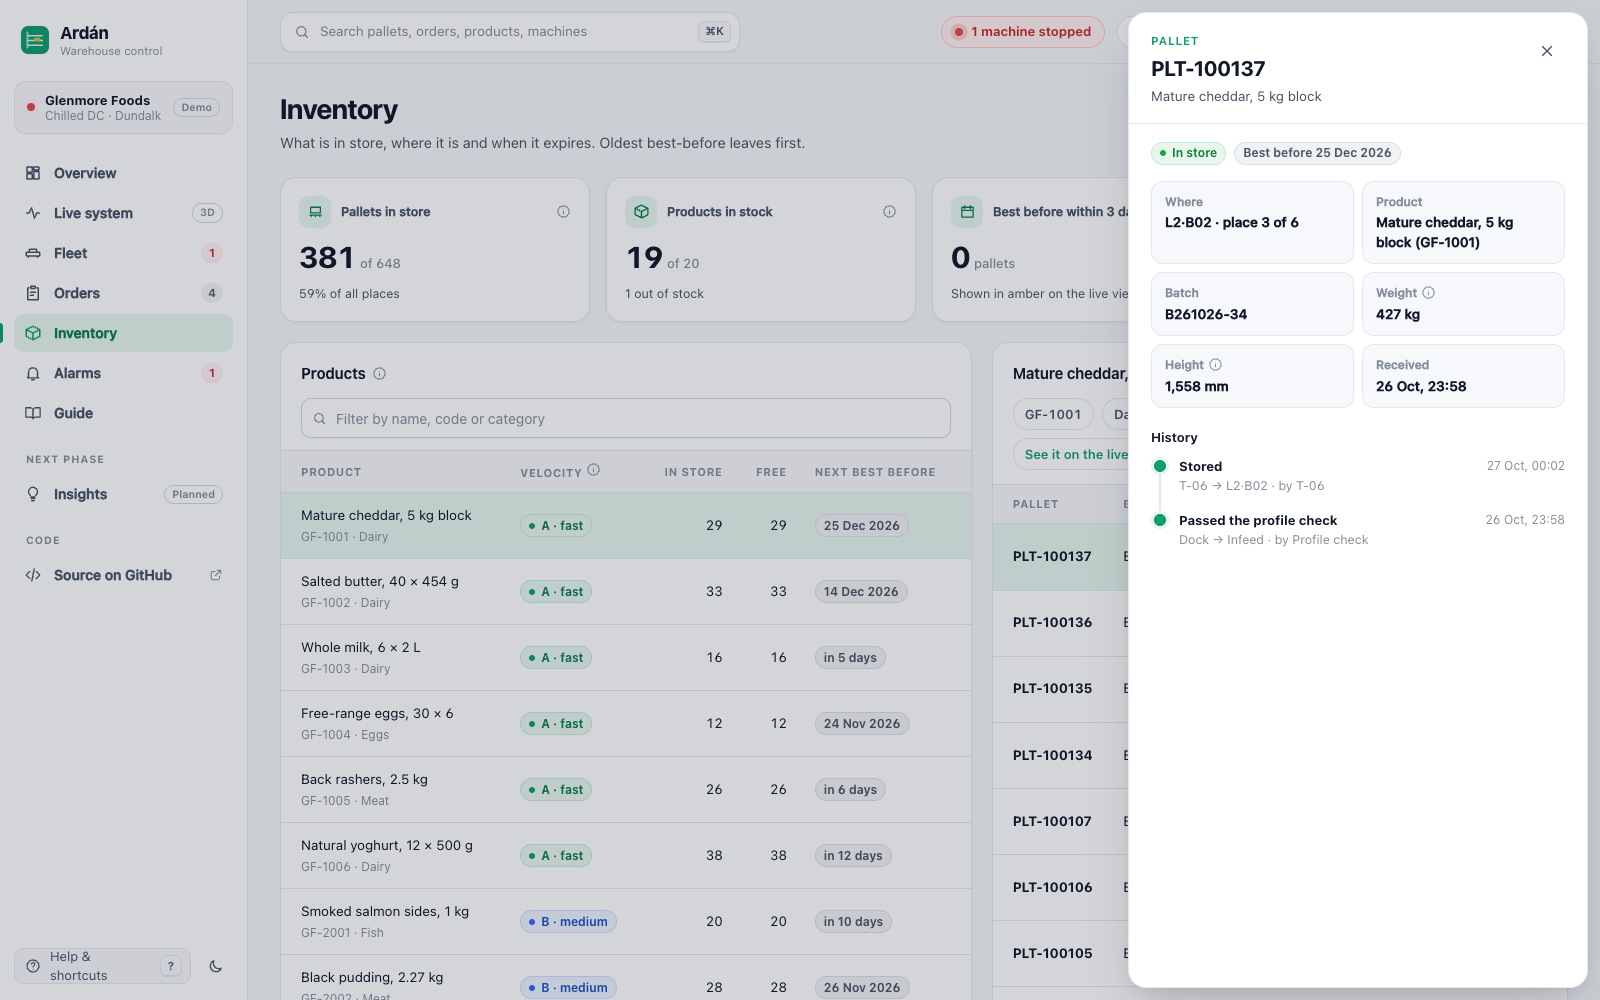 Ardán
Warehouse control
Glenmore Foods
Chilled DC · Dundalk
Demo
Overview
Live system
3D
Fleet
1
Orders
4
Inventory
Alarms
1
Guide
NEXT PHASE
Insights
Planned
CODE
Source on GitHub
Help & shortcuts
?
Search pallets, orders, products, machines
⌘K
1 machine stopped
Inventory
What is in store, where it is and when it expires. Oldest best-before leaves first.
Pallets in store
381 of 648
59% of all places
Products in stock
19 of 20
1 out of stock
Best before within 3 da
0 pallets
Shown in amber on the live vie
Products
Filter by name, code or category
PRODUCT VELOCITY IN STORE FREE NEXT BEST BEFORE
Mature cheddar, 5 kg block
GF-1001 · Dairy
A · fast 29 29 25 Dec 2026
Salted butter, 40 × 454 g
GF-1002 · Dairy
A · fast 33 33 14 Dec 2026
Whole milk, 6 × 2 L
GF-1003 · Dairy
A · fast 16 16 in 5 days
Free-range eggs, 30 × 6
GF-1004 · Eggs
A · fast 12 12 24 Nov 2026
Back rashers, 2.5 kg
GF-1005 · Meat
A · fast 26 26 in 6 days
Natural yoghurt, 12 × 500 g
GF-1006 · Dairy
A · fast 38 38 in 12 days
Smoked salmon sides, 1 kg
GF-2001 · Fish
B · medium 20 20 in 10 days
Black pudding, 2.27 kg
GF-2002 · Meat
B · medium 28 28 26 Nov 2026
Mature cheddar,
GF-1001 Da
See it on the live
PALLET
PLT-100137
PLT-100136
PLT-100135
PLT-100134
PLT-100107
PLT-100106
PLT-100105
PALLET
PLT-100137
Mature cheddar, 5 kg block
In store
Best before 25 Dec 2026
Where
L2·B02 · place 3 of 6
Product
Mature cheddar, 5 kg
block (GF-1001)
Batch
B261026-34
Weight
427 kg
Height
1,558 mm
Received
26 Oct, 23:58
History
Stored 27 Oct, 00:02
T-06 → L2·B02 · by T-06
Passed the profile check 26 Oct, 23:58
Dock → Infeed · by Profile check